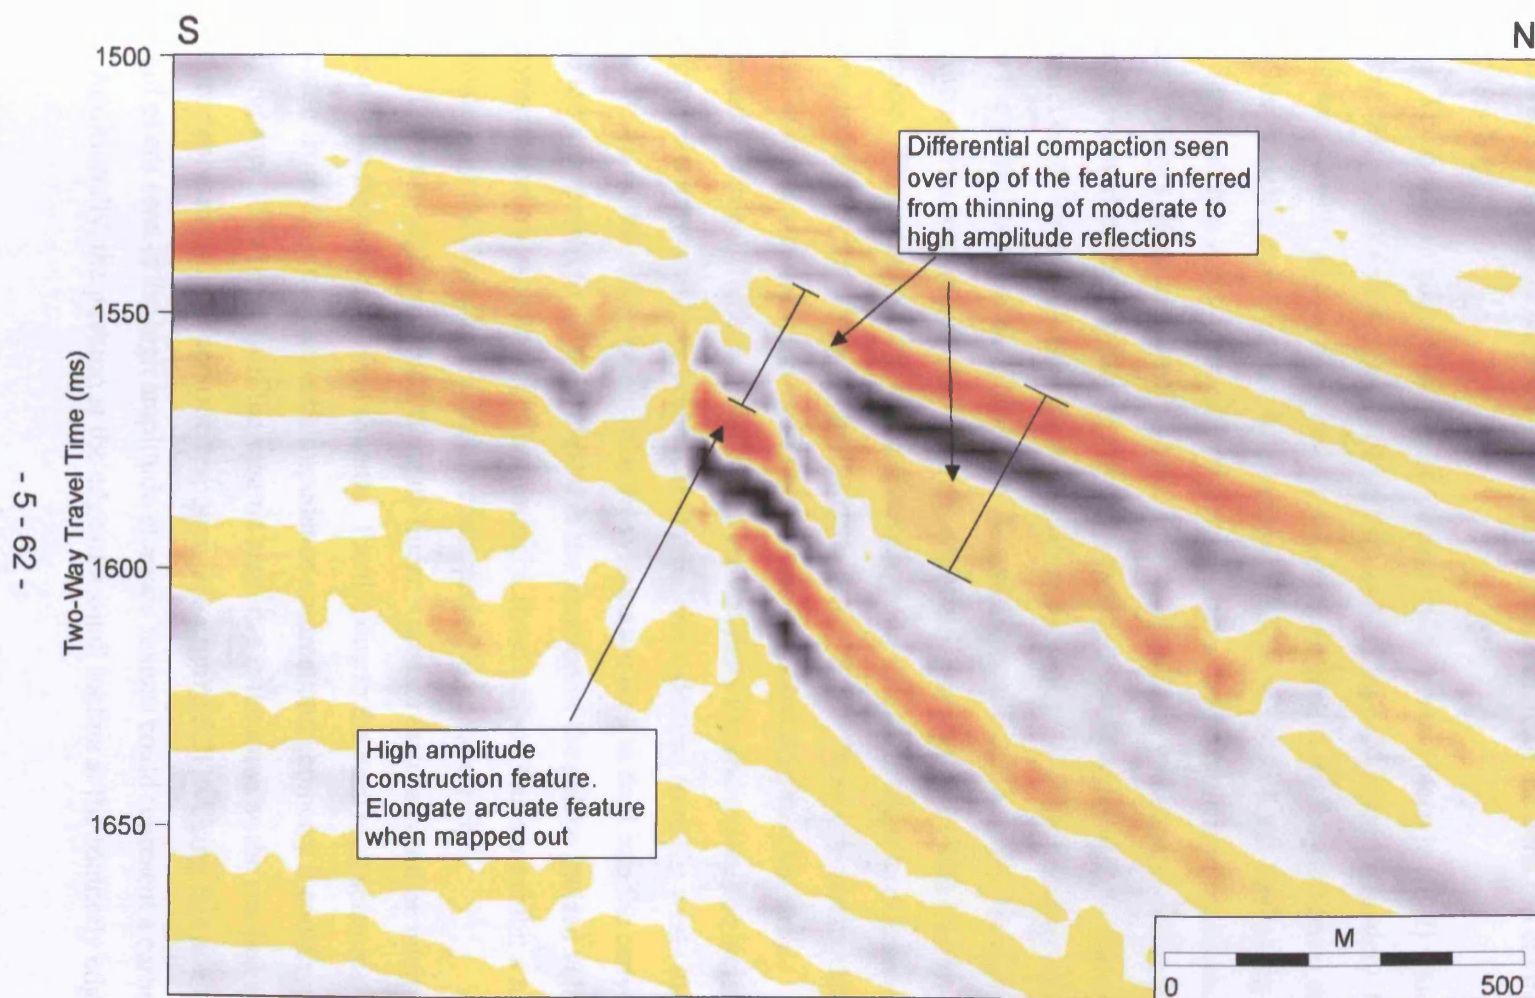 S
N
1500
1550
1600
1650
Two-Way Travel Time (ms)
- 5 - 62 -
Differential compaction seen
over top of the feature inferred
from thinning of moderate to
high amplitude reflections
High amplitude
construction feature.
Elongate arcuate feature
when mapped out
M
0
500